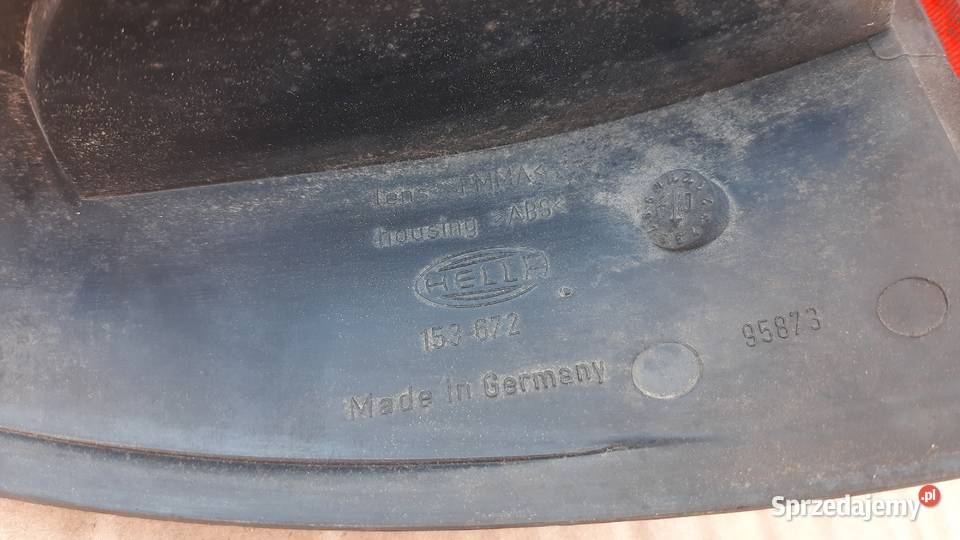 lens >PMMA<
housing >ABS<
HELLA
153 672
95873
Made in Germany
Sprzedajemy.pl